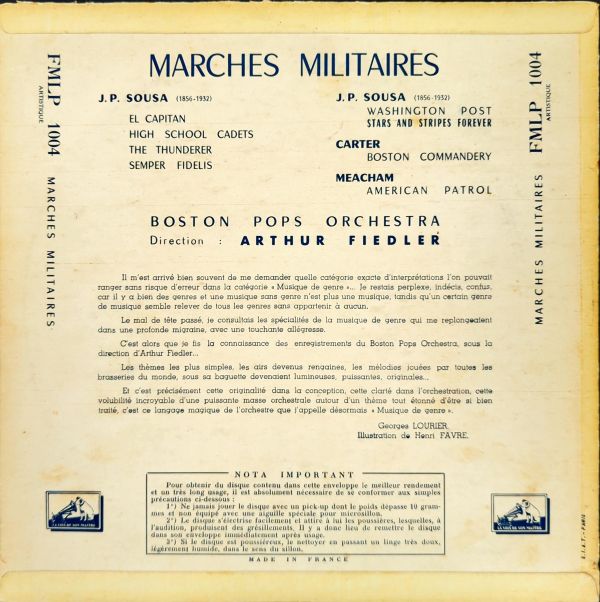 MARCHES MILITAIRES
J.P. SOUSA (1856-1932)
EL CAPITAN
HIGH SCHOOL CADETS
THE THUNDERER
SEMPER FIDELIS
J.P. SOUSA (1856-1932)
WASHINGTON POST
STARS AND STRIPES FOREVER
CARTER
BOSTON COMMANDERY
MEACHAM
AMERICAN PATROL
BOSTON POPS ORCHESTRA
Direction : ARTHUR FIEDLER
Il m'est arrivé bien souvent de me demander quelle catégorie exacte d'interprétations l'on pouvait
ranger sans risque d'erreur dans la catégorie « Musique de genre »... Je restais perplexe, indécis, confus,
car il y a bien des genres et une musique sans genre n'est plus une musique, tandis qu'un certain genre
de musique semble relever de tous les genres sans appartenir à aucun.
Le mal de tête passé, je consultais les spécialités de la musique de genre qui me replongeaient
dans une profonde migraine, avec une touchante allégresse.
C'est alors que je fis la connaissance des enregistrements du Boston Pops Orchestra, sous la
direction d'Arthur Fiedler...
Les thèmes les plus simples, les airs devenus rengaines, les mélodies jouées par toutes les
brasseries du monde, sous sa baguette devenaient lumineuses, puissantes, originales...
Et c'est précisément cette originalité dans la conception, cette clarté dans l'orchestration, cette
volubilité incroyable d'une puissante masse orchestrale autour d'un thème tout étonné d'être si bien
traité, c'est ce langage magique de l'orchestre que j'appelle désormais « Musique de genre ».
Georges LOURIER.
Illustration de Henri FAVRE.
NOTA IMPORTANT
Pour obtenir du disque contenu dans cette enveloppe le meilleur rendement
et un très long usage, il est absolument nécessaire de se conformer aux simples
précautions ci-dessous :
1°) Ne jamais jouer le disque avec un pick-up dont le poids dépasse 10 gram-
mes et non équipé avec une aiguille spéciale pour microsillon.
2°) Le disque s'électrise facilement et attire à lui les poussières, lesquelles, à
l'audition, produisent des grésillements. Il y a donc lieu de remettre le disque
dans son enveloppe immédiatement après usage.
3°) Si le disque est poussiéreux, le nettoyer en passant un linge très doux,
légèrement humide, dans le sens du sillon.
MADE IN FRANCE
FMLP 1004
ARTISTIQUE
MARCHES MILITAIRES
FMLP 1004
ARTISTIQUE
MARCHES MILITAIRES
LA VOIX DE SON MAITRE
LA VOIX DE SON MAITRE